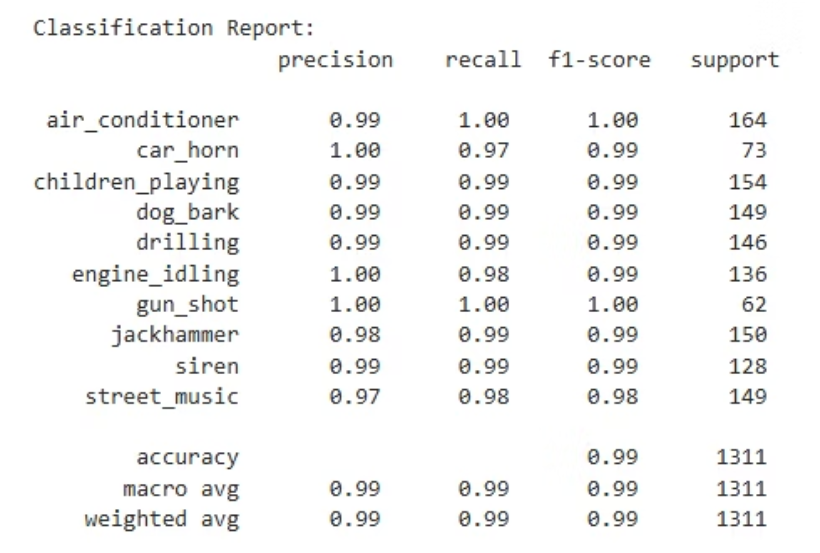 Classification Report:
precision recall f1-score support
air_conditioner 0.99 1.00 1.00 164
car_horn 1.00 0.97 0.99 73
children_playing 0.99 0.99 0.99 154
dog_bark 0.99 0.99 0.99 149
drilling 0.99 0.99 0.99 146
engine_idling 1.00 0.98 0.99 136
gun_shot 1.00 1.00 1.00 62
jackhammer 0.98 0.99 0.99 150
siren 0.99 0.99 0.99 128
street_music 0.97 0.98 0.98 149
accuracy 0.99 1311
macro avg 0.99 0.99 0.99 1311
weighted avg 0.99 0.99 0.99 1311